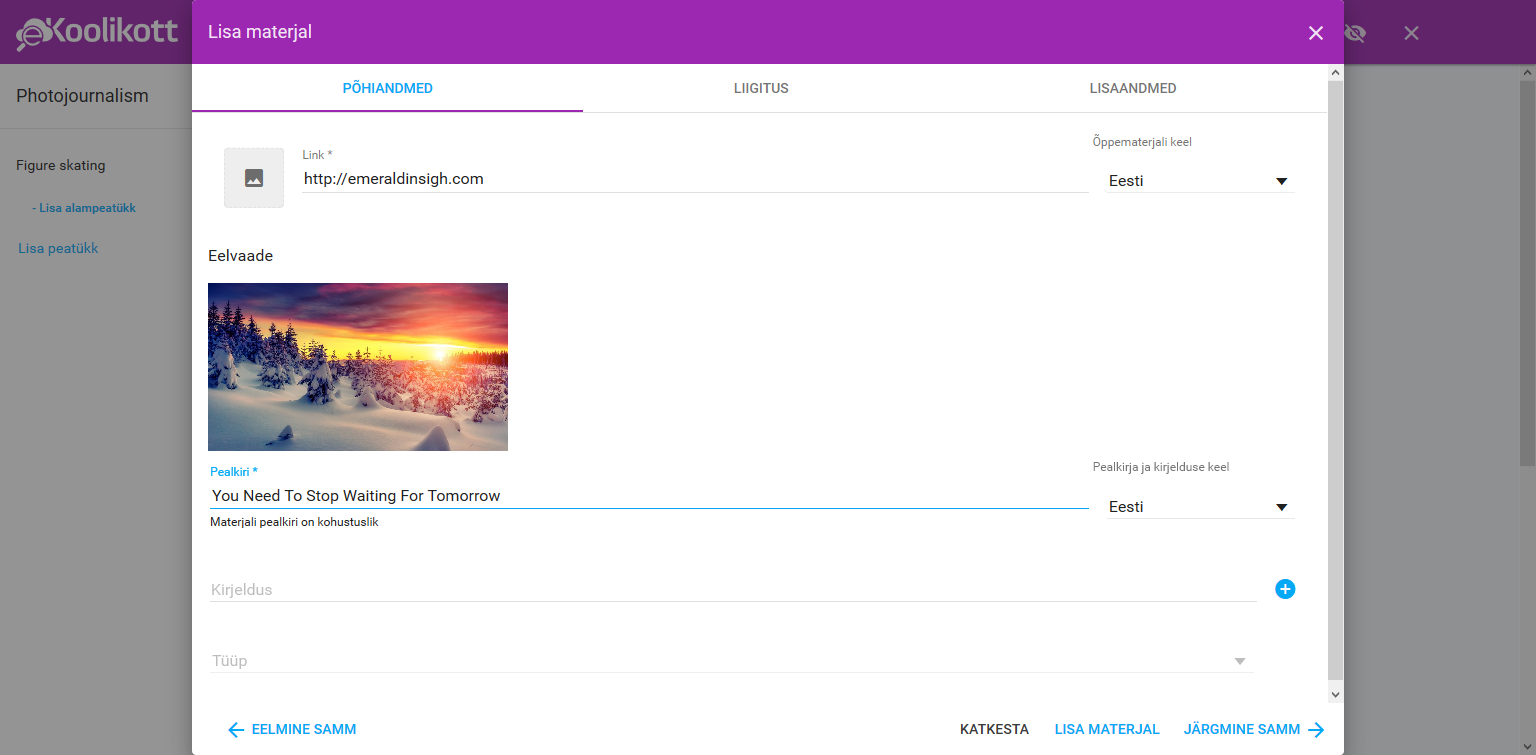 eKoolikott
Lisa materjal
Photojournalism
Figure skating
- Lisa alampeatükk
Lisa peatükk
PÕHIANDMED
LIIGITUS
LISAANDMED
Link *
http://emeraldinsigh.com
Õppematerjali keel
Eesti
Eelvaade
Pealkiri *
You Need To Stop Waiting For Tomorrow
Materjali pealkiri on kohustuslik
Pealkirja ja kirjelduse keel
Eesti
Kirjeldus
Tüüp
EELMINE SAMM
KATKESTA
LISA MATERJAL
JÄRGMINE SAMM